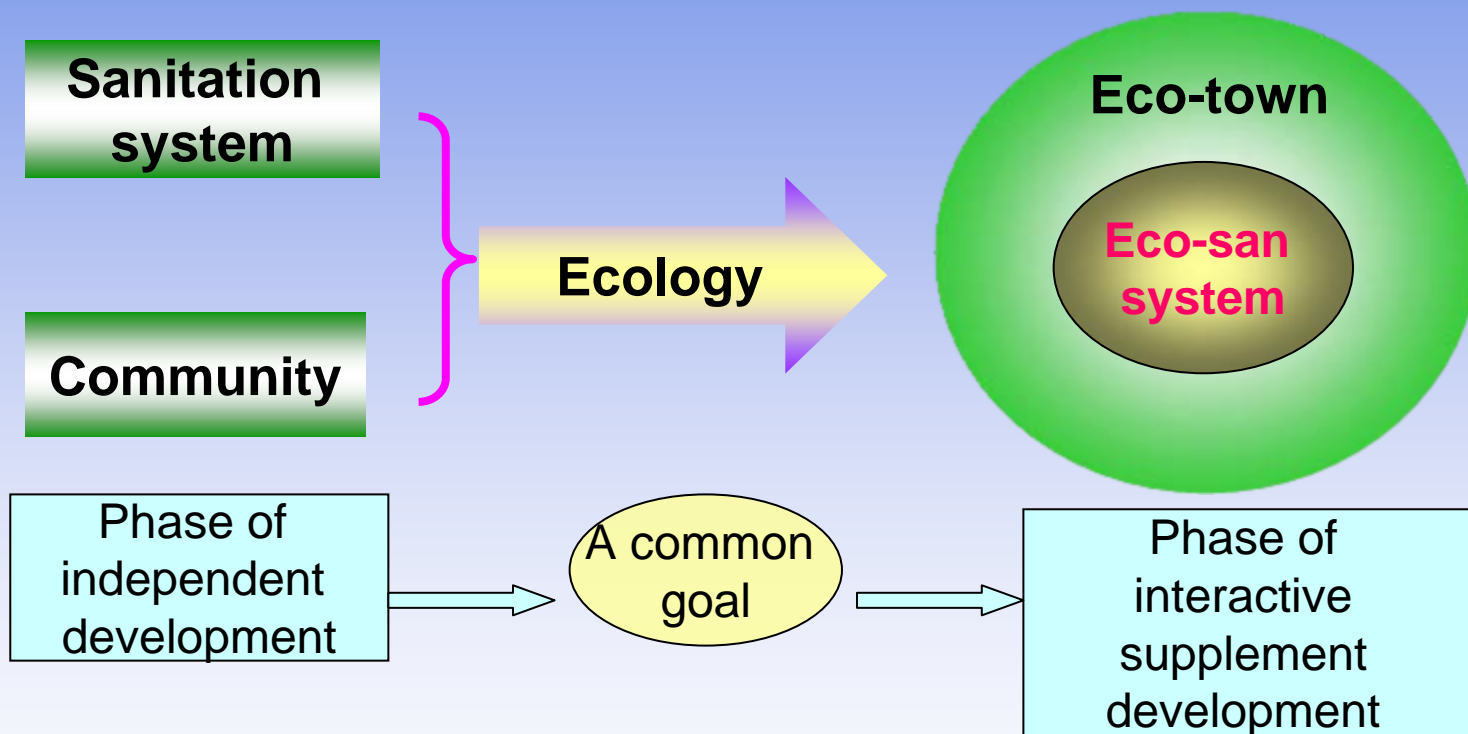 Sanitation
system
Community
Ecology
Eco-town
Eco-san
system
Phase of
independent
development
A common
goal
Phase of
interactive
supplement
development